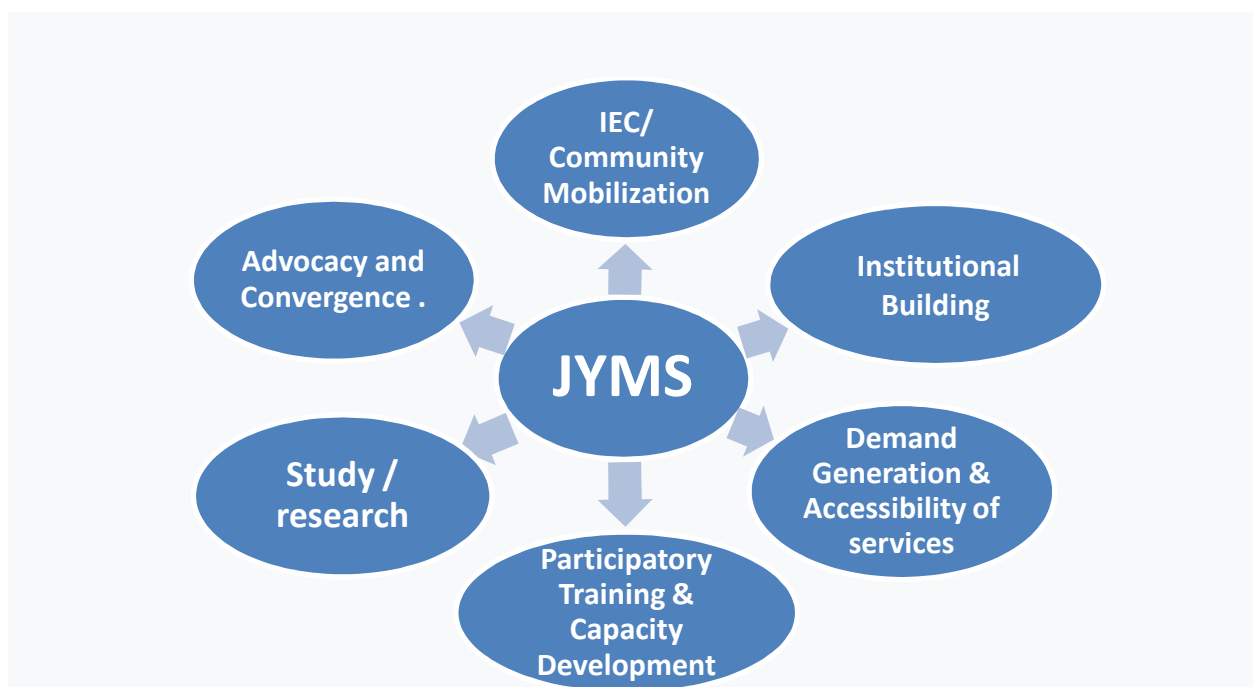 IEC/
Community
Mobilization
Advocacy and
Convergence .
Institutional
Building
JYMS
Study /
research
Demand
Generation &
Accessibility of
services
Participatory
Training &
Capacity
Development